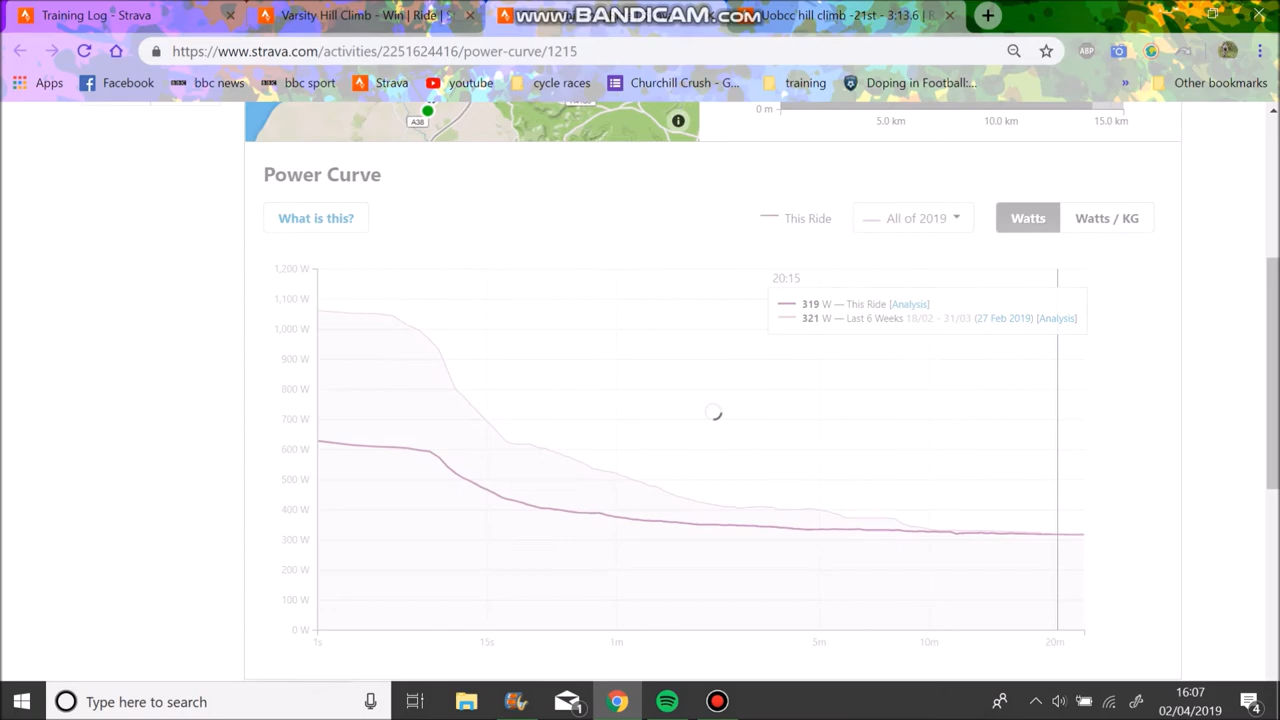 Training Log - Strava
Varsity Hill Climb - Win | Ride | S
Uobcc hill climb -21st - 3:13.6 | R
www.BANDICAM.com
https://www.strava.com/activities/2251624416/power-curve/1215
ABP
Apps
Facebook
bbc news
bbc sport
Strava
youtube
cycle races
Churchill Crush - G...
training
Doping in Football:...
»
Other bookmarks
A38
0 m
5.0 km
10.0 km
15.0 km
Power Curve
What is this?
This Ride
All of 2019
Watts
Watts / KG
20:15
319 W — This Ride [Analysis]
321 W — Last 6 Weeks 18/02 - 31/03 (27 Feb 2019) [Analysis]
1,200 W
1,100 W
1,000 W
900 W
800 W
700 W
600 W
500 W
400 W
300 W
200 W
100 W
0 W
1s
15s
1m
5m
10m
20m
Type here to search
1
16:07
02/04/2019
4